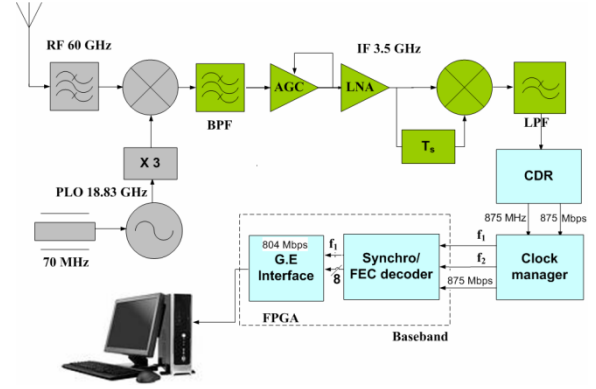 RF 60 GHz
IF 3.5 GHz
AGC
LNA
BPF
LPF
Tₛ
X 3
PLO 18.83 GHz
70 MHz
CDR
875 MHz
875 Mbps
804 Mbps
G.E
Interface
f₁
8
Synchro/
FEC decoder
f₁
f₂
875 Mbps
Clock
manager
FPGA
Baseband